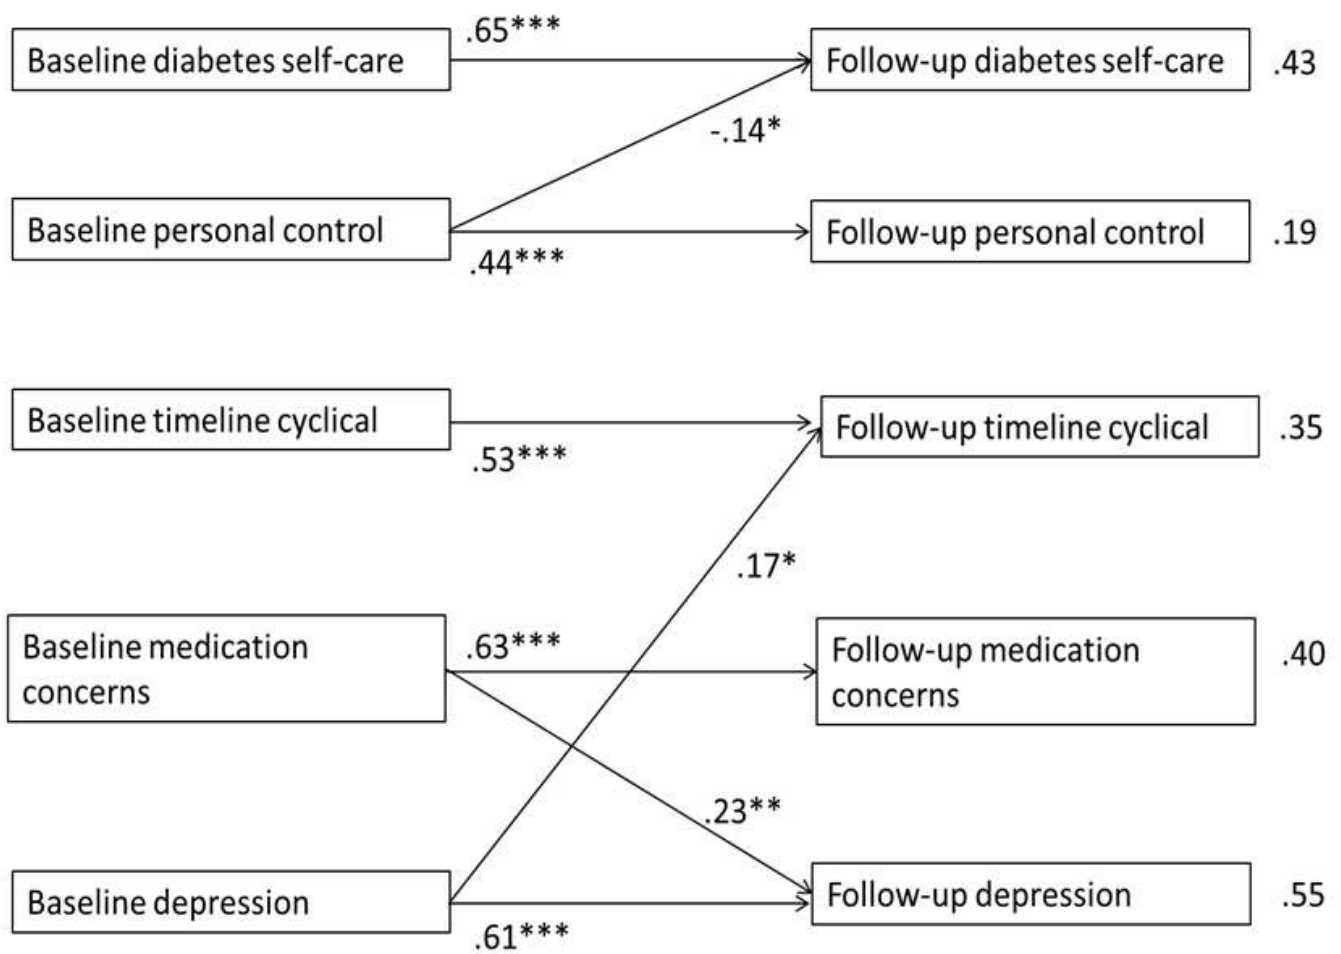 .65***
Baseline diabetes self-care
Follow-up diabetes self-care
.43
-.14*
Baseline personal control
Follow-up personal control
.19
.44***
Baseline timeline cyclical
Follow-up timeline cyclical
.35
.53***
.17*
Baseline medication
concerns
.63***
Follow-up medication
concerns
.40
.23**
Baseline depression
Follow-up depression
.55
.61***